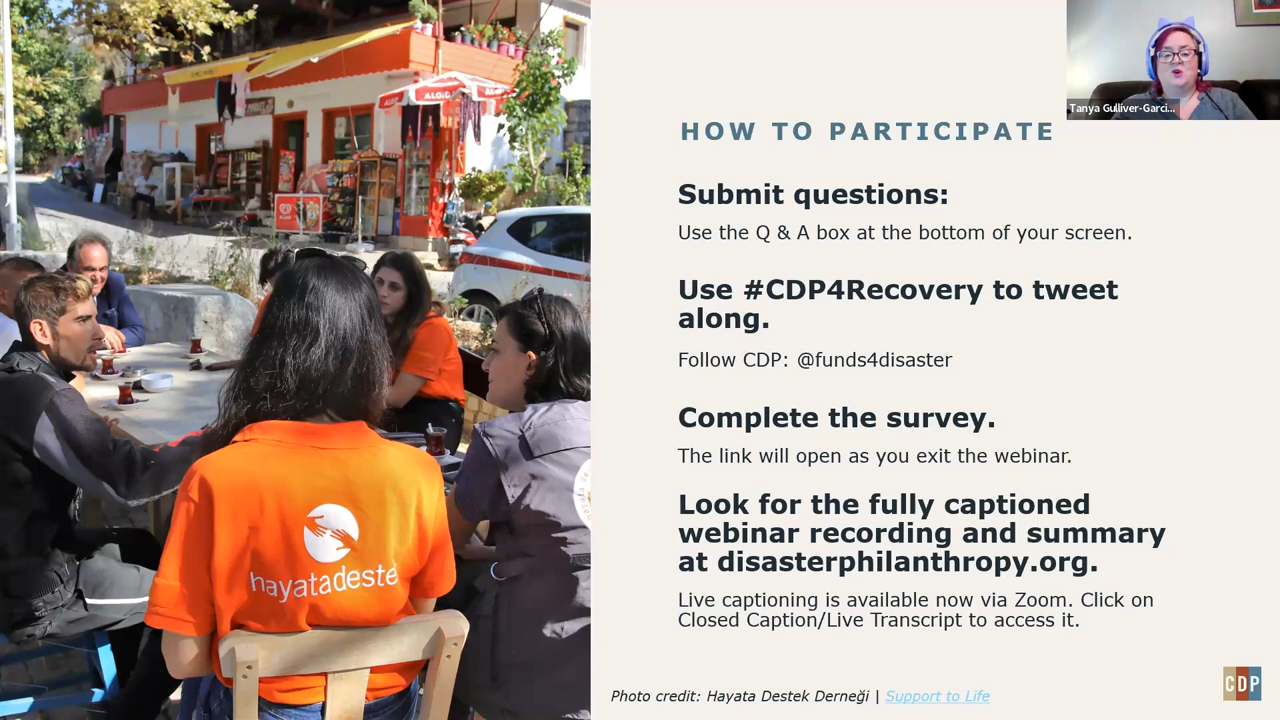 ALGIDA
HOW TO PARTICIPATE
Tanya Gulliver-Garci...
Submit questions:
Use the Q & A box at the bottom of your screen.
Use #CDP4Recovery to tweet
along.
Follow CDP: @funds4disaster
Complete the survey.
The link will open as you exit the webinar.
Look for the fully captioned
webinar recording and summary
at disasterphilanthropy.org.
Live captioning is available now via Zoom. Click on
Closed Caption/Live Transcript to access it.
hayatadeste
Photo credit: Hayata Destek Derneği | Support to Life
CDP